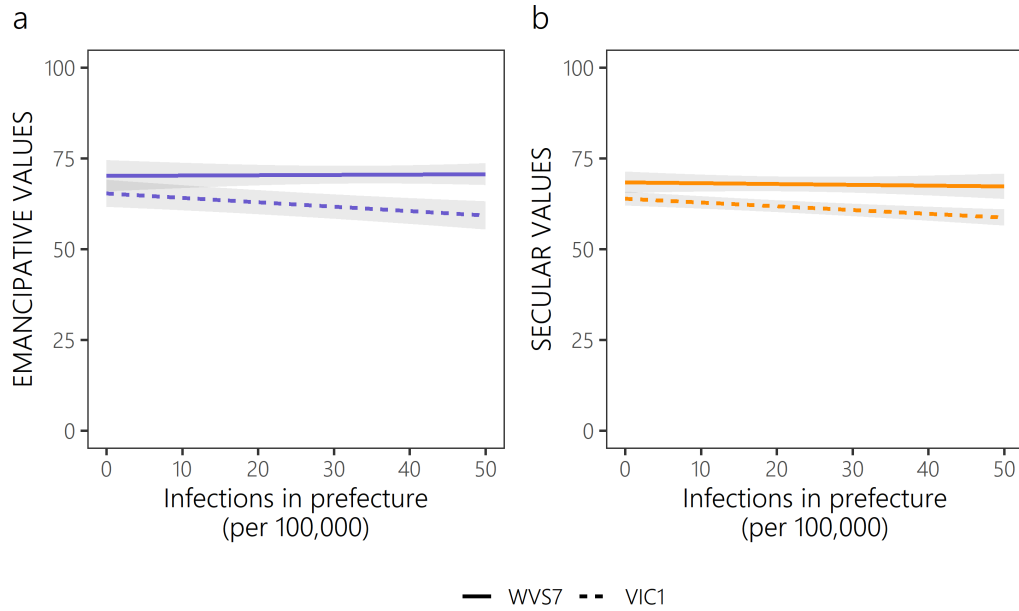 a
EMANCIPATIVE VALUES
100
75
50
25
0
0 10 20 30 40 50
Infections in prefecture
(per 100,000)
b
SECULAR VALUES
100
75
50
25
0
0 10 20 30 40 50
Infections in prefecture
(per 100,000)
WVS7 VIC1